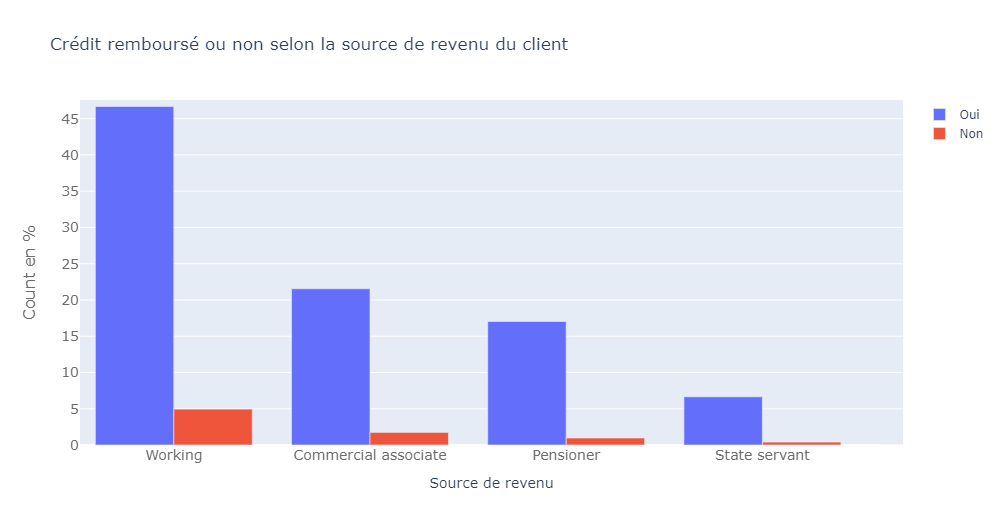 Crédit remboursé ou non selon la source de revenu du client
Oui
Non
Count en %
45
40
35
30
25
20
15
10
5
0
Working
Commercial associate
Pensioner
State servant
Source de revenu